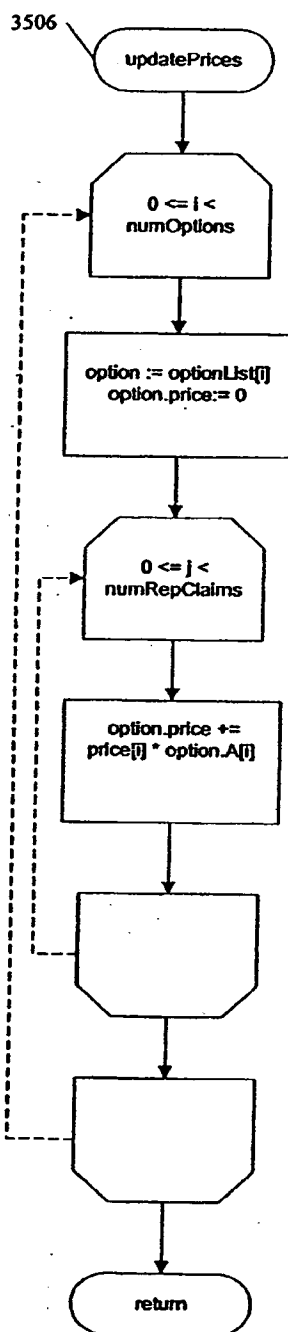 3506
updatePrices
0 <= i <
numOptions
option := optionList[i]
option.price:= 0
0 <= j <
numRepClaims
option.price +=
price[i] * option.A[i]
return